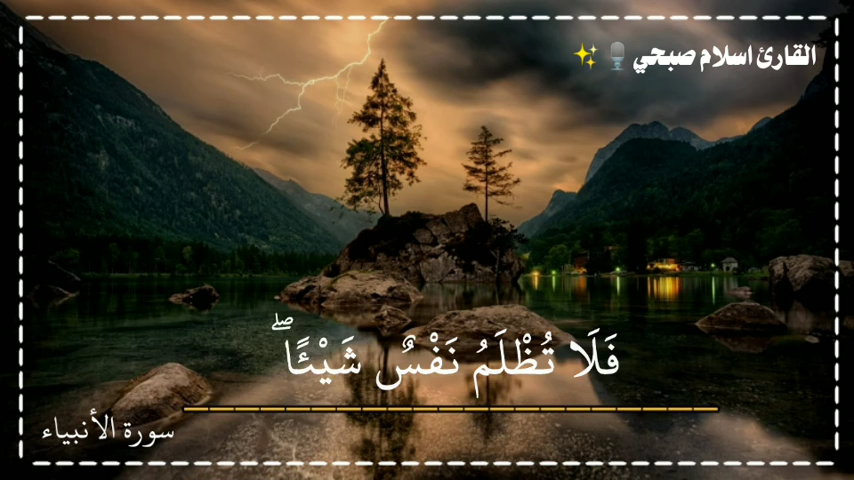 القارئ اسلام صبحي 🎙️ ✨
فَلَا تُظْلَمُ نَفْسٌ شَيْئًا ۖ
سورة الأنبياء